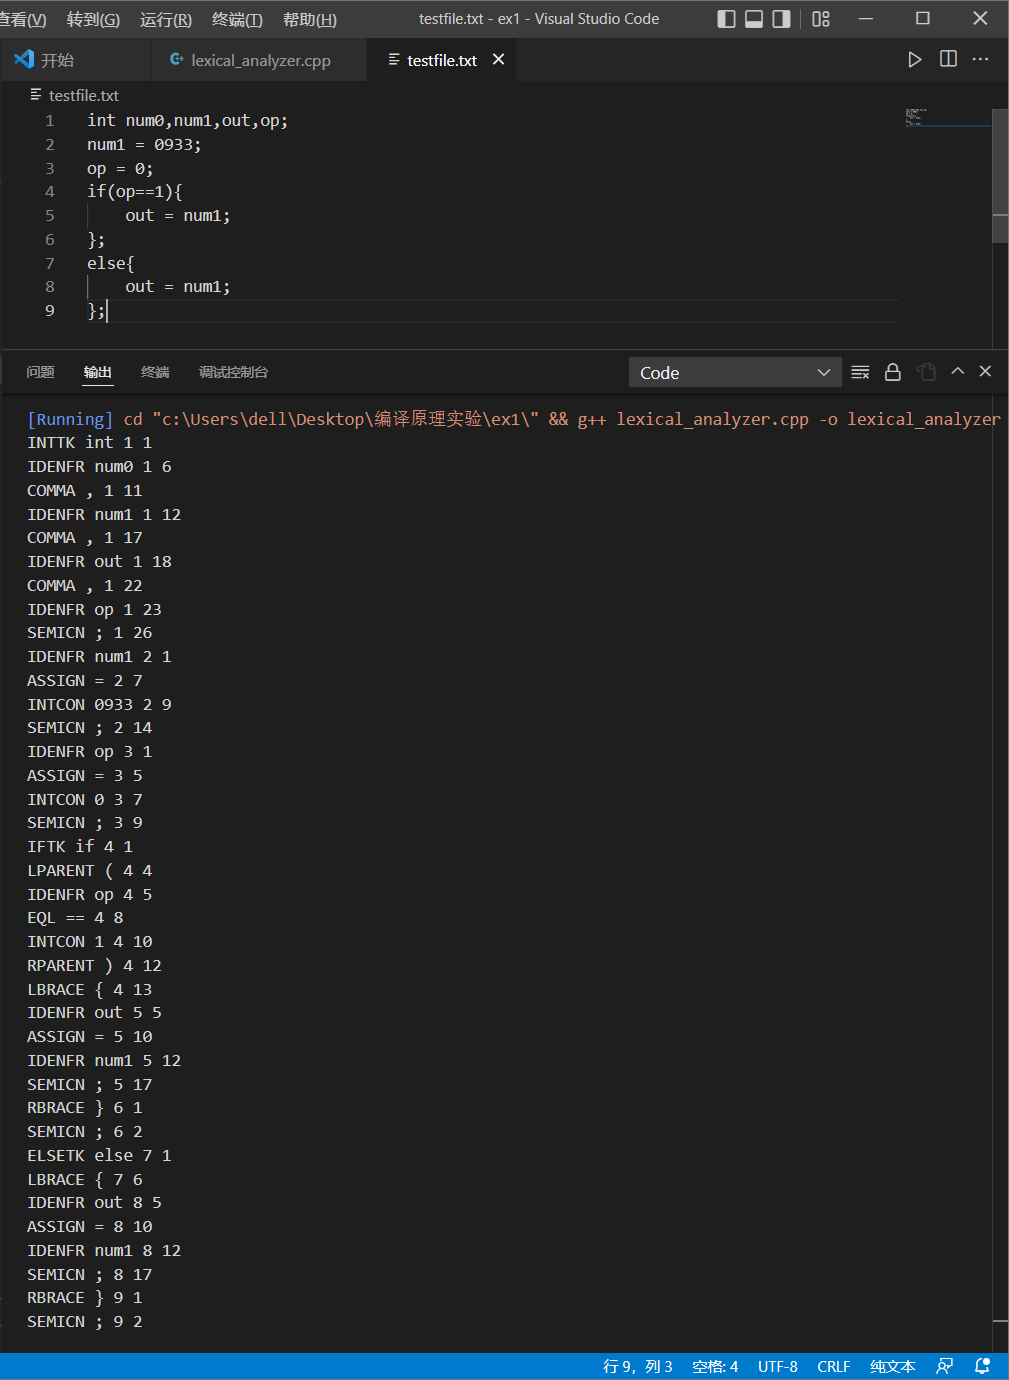 查看(V) 转到(G) 运行(R) 终端(T) 帮助(H) testfile.txt - ex1 - Visual Studio Code
开始 lexical_analyzer.cpp testfile.txt
testfile.txt
1 int num0,num1,out,op;
2 num1 = 0933;
3 op = 0;
4 if(op==1){
5 out = num1;
6 };
7 else{
8 out = num1;
9 };
问题 输出 终端 调试控制台 Code
[Running] cd "c:\Users\dell\Desktop\编译原理实验\ex1\" && g++ lexical_analyzer.cpp -o lexical_analyzer
INTTK int 1 1
IDENFR num0 1 6
COMMA , 1 11
IDENFR num1 1 12
COMMA , 1 17
IDENFR out 1 18
COMMA , 1 22
IDENFR op 1 23
SEMICN ; 1 26
IDENFR num1 2 1
ASSIGN = 2 7
INTCON 0933 2 9
SEMICN ; 2 14
IDENFR op 3 1
ASSIGN = 3 5
INTCON 0 3 7
SEMICN ; 3 9
IFTK if 4 1
LPARENT ( 4 4
IDENFR op 4 5
EQL == 4 8
INTCON 1 4 10
RPARENT ) 4 12
LBRACE { 4 13
IDENFR out 5 5
ASSIGN = 5 10
IDENFR num1 5 12
SEMICN ; 5 17
RBRACE } 6 1
SEMICN ; 6 2
ELSETK else 7 1
LBRACE { 7 6
IDENFR out 8 5
ASSIGN = 8 10
IDENFR num1 8 12
SEMICN ; 8 17
RBRACE } 9 1
SEMICN ; 9 2
行 9，列 3 空格: 4 UTF-8 CRLF 纯文本